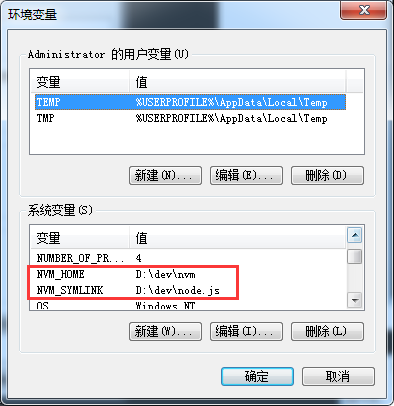 环境变量
Administrator 的用户变量(U)
变量 值
TEMP %USERPROFILE%\AppData\Local\Temp
TMP %USERPROFILE%\AppData\Local\Temp
新建(N)... 编辑(E)... 删除(D)
系统变量(S)
变量 值
NUMBER_OF_PR... 4
NVM_HOME D:\dev\nvm
NVM_SYMLINK D:\dev\node.js
OS Windows_NT
新建(W)... 编辑(I)... 删除(L)
确定 取消